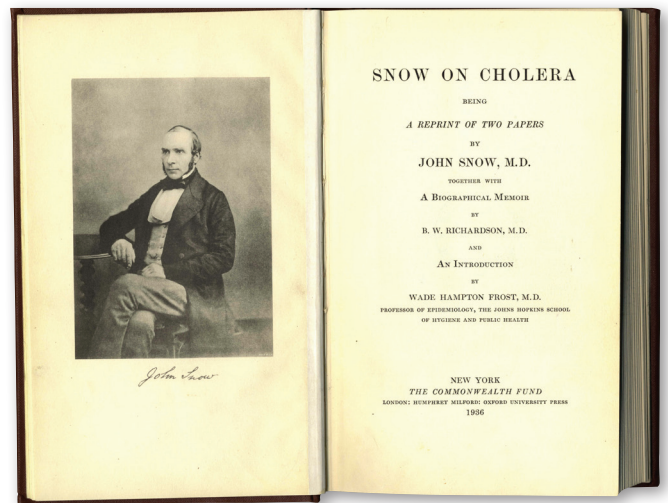 John Snow
SNOW ON CHOLERA
BEING
A REPRINT OF TWO PAPERS
BY
JOHN SNOW, M.D.
TOGETHER WITH
A BIOGRAPHICAL MEMOIR
BY
B. W. RICHARDSON, M.D.
AND
AN INTRODUCTION
BY
WADE HAMPTON FROST, M.D.
PROFESSOR OF EPIDEMIOLOGY, THE JOHNS HOPKINS SCHOOL
OF HYGIENE AND PUBLIC HEALTH
NEW YORK
THE COMMONWEALTH FUND
LONDON: HUMPHREY MILFORD: OXFORD UNIVERSITY PRESS
1936